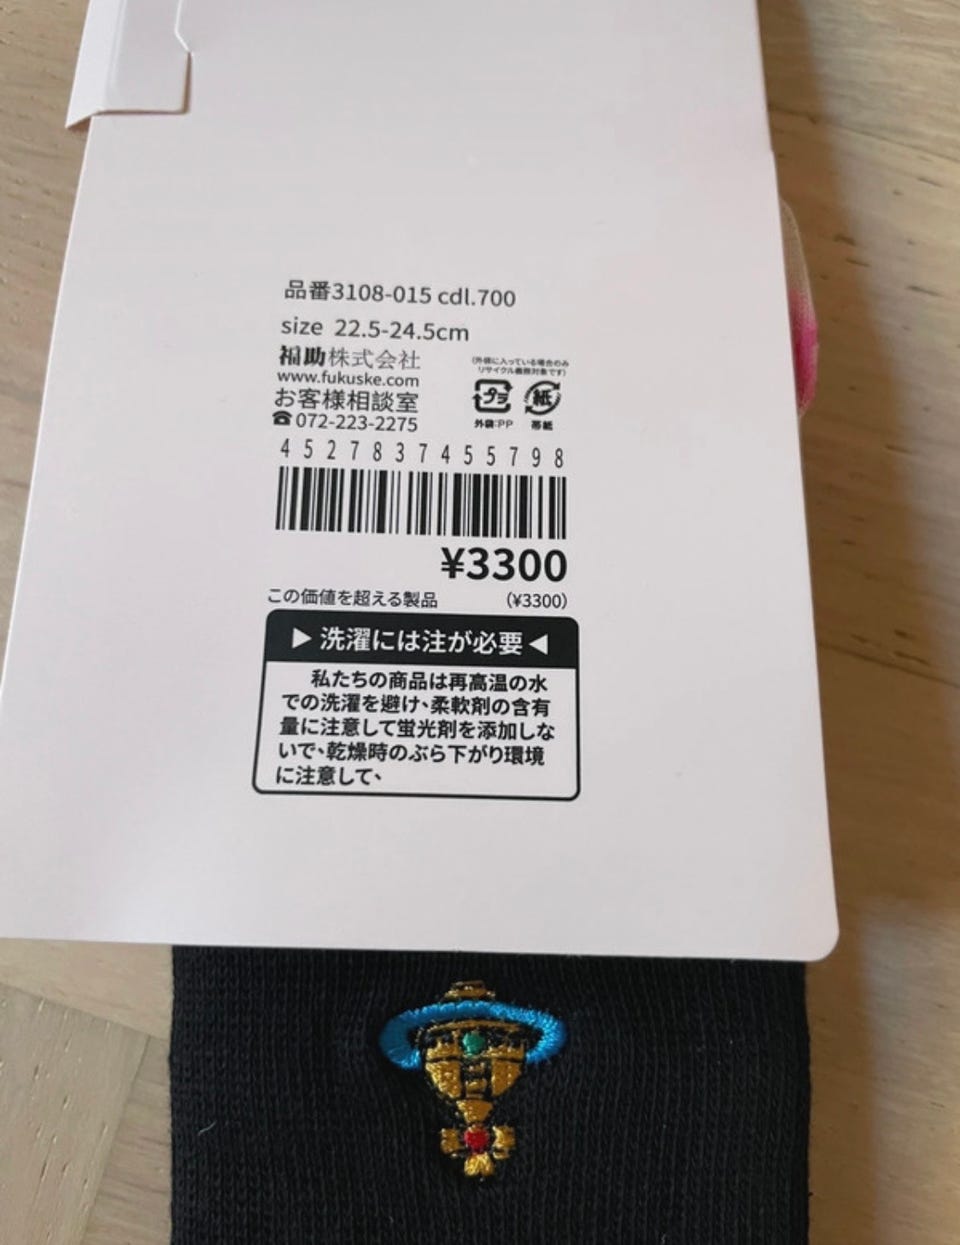 品番3108-015 cdl.700
size 22.5-24.5cm
福助株式会社
www.fukuske.com
お客様相談室
☎072-223-2275
(外袋に入っている場合のみ
リサイクル義務対象です)
プラ
紙
外袋:PP
帯紙
4527837455798
¥3300
この価値を超える製品
(¥3300)
▶ 洗濯には注が必要 ◀
私たちの商品は再高温の水
での洗濯を避け、柔軟剤の含有
量に注意して蛍光剤を添加しな
いで、乾燥時のぶら下がり環境
に注意して、